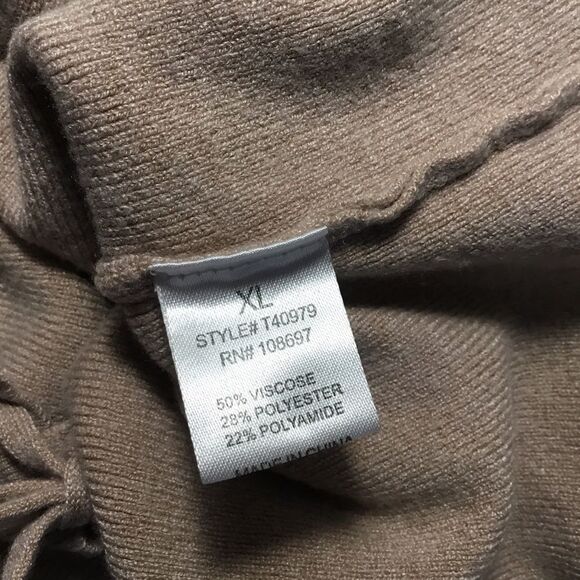 XL
STYLE# T40979
RN# 108697
50% VISCOSE
28% POLYESTER
22% POLYAMIDE
MADE IN CHINA